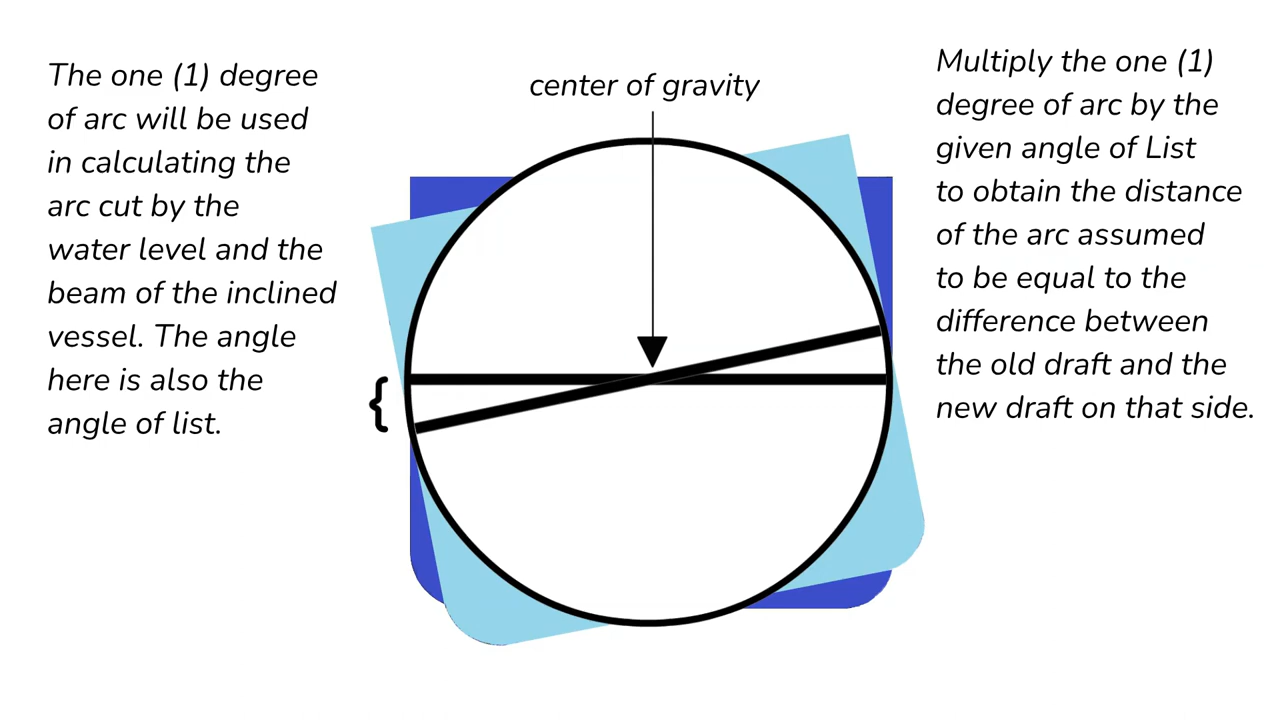 The one (1) degree
of arc will be used
in calculating the
arc cut by the
water level and the
beam of the inclined
vessel. The angle
here is also the
angle of list.
center of gravity
{
Multiply the one (1)
degree of arc by the
given angle of List
to obtain the distance
of the arc assumed
to be equal to the
difference between
the old draft and the
new draft on that side.